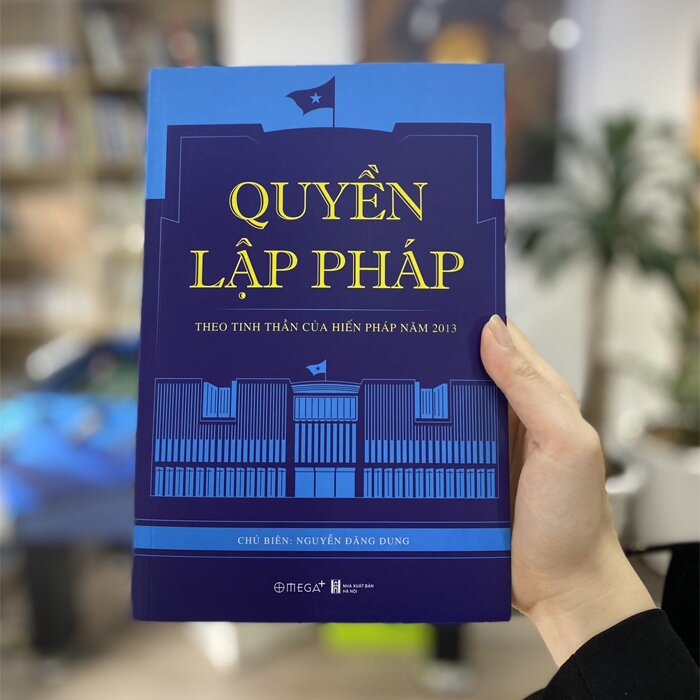 QUYỀN
LẬP PHÁP
THEO TINH THẦN CỦA HIẾN PHÁP NĂM 2013
CHỦ BIÊN: NGUYỄN ĐĂNG DUNG
OMEGA+
NHÀ XUẤT BẢN
HÀ NỘI